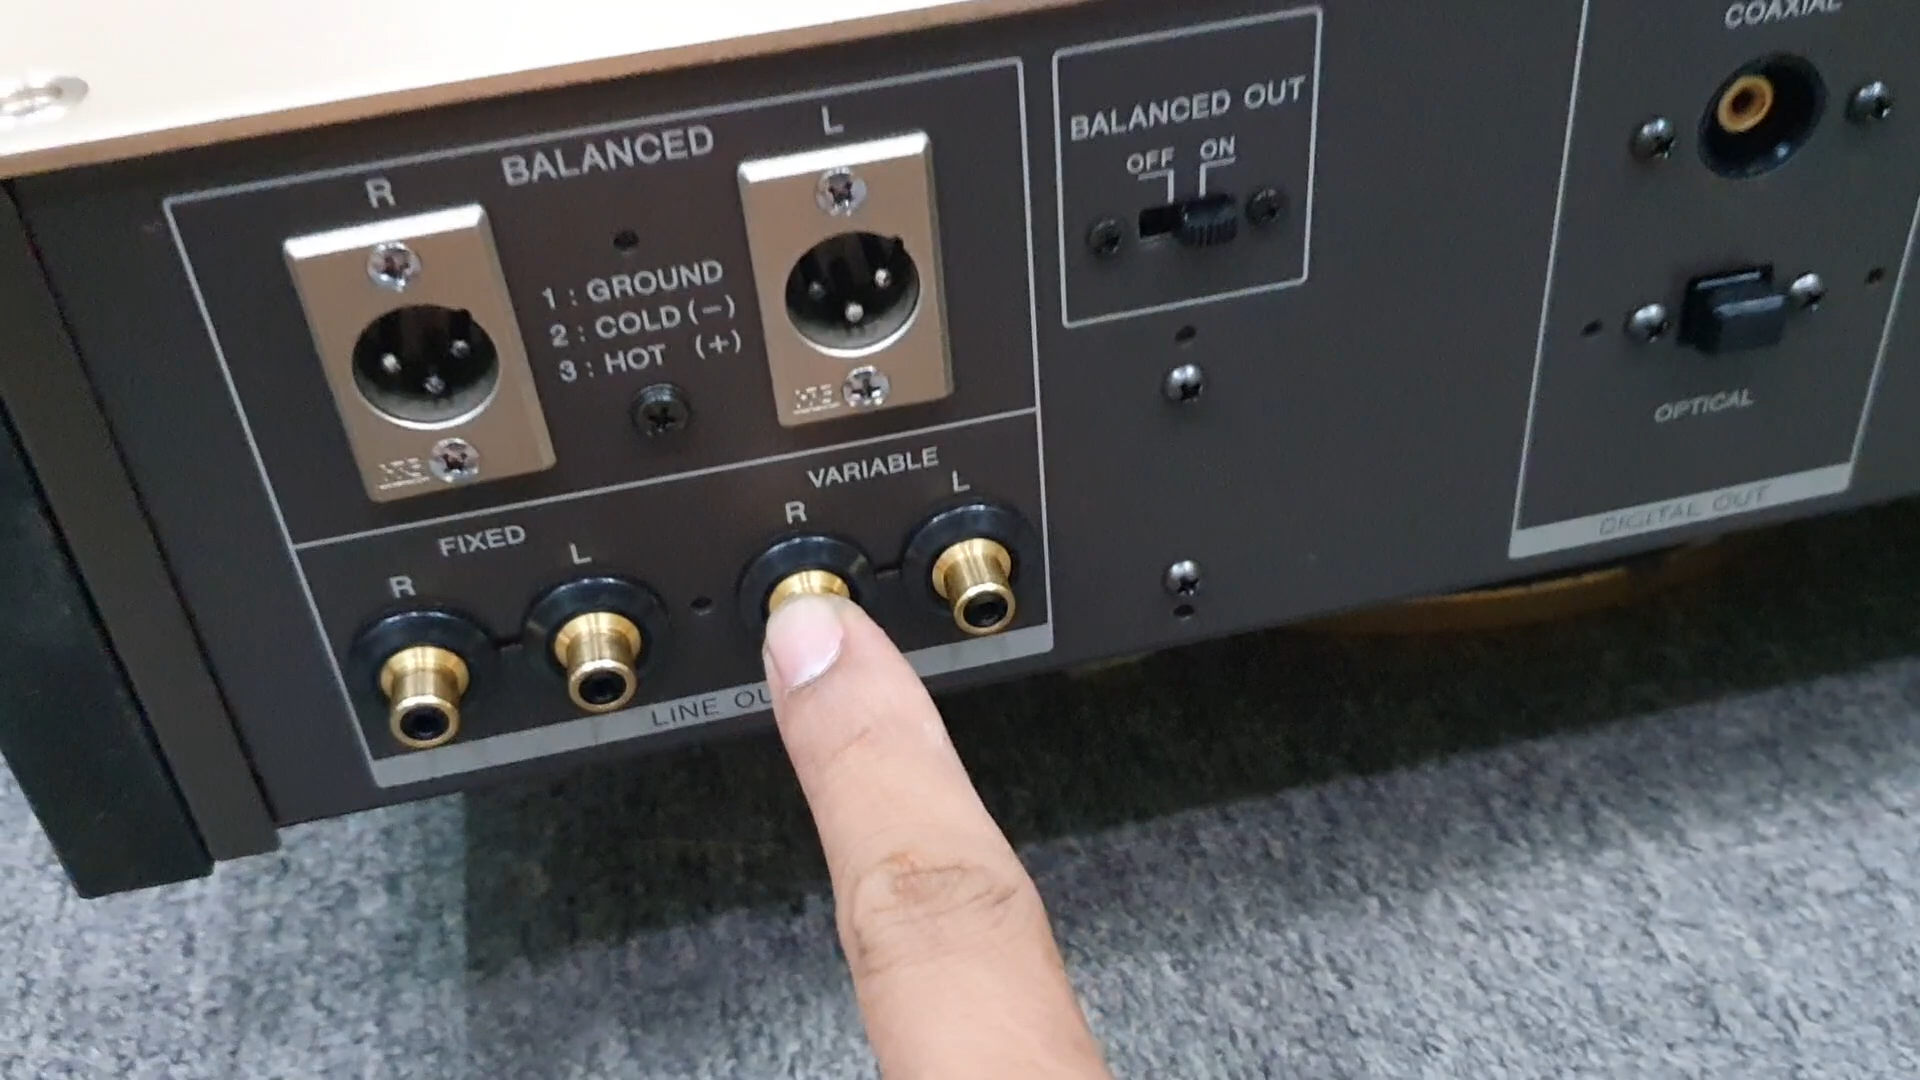 BALANCED
R
L
1 : GROUND
2 : COLD (−)
3 : HOT (+)
FIXED
R
L
VARIABLE
R
L
LINE OU
BALANCED OUT
OFF
ON
COAXIAL
OPTICAL
DIGITAL OUT